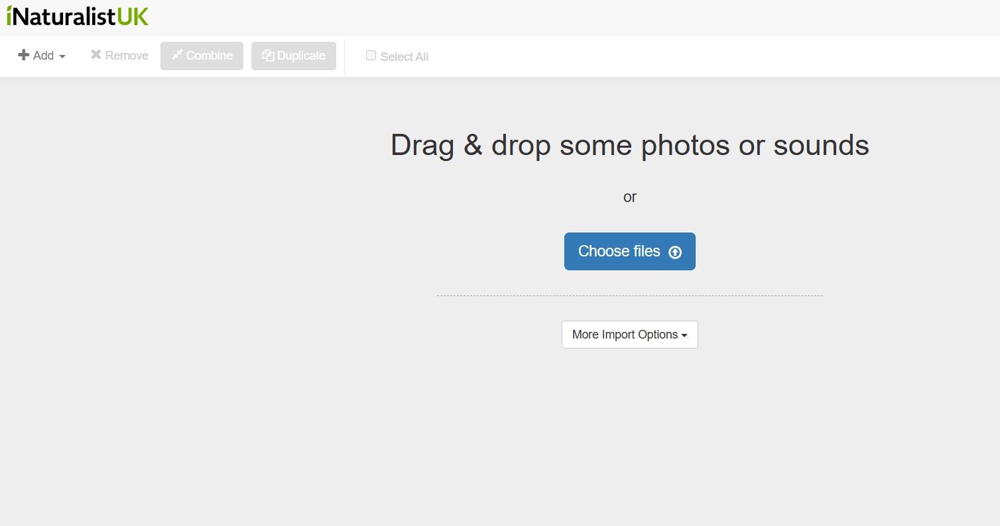 iNaturalistUK
Add Remove Combine Duplicate Select All
Drag & drop some photos or sounds
or
Choose files
More Import Options